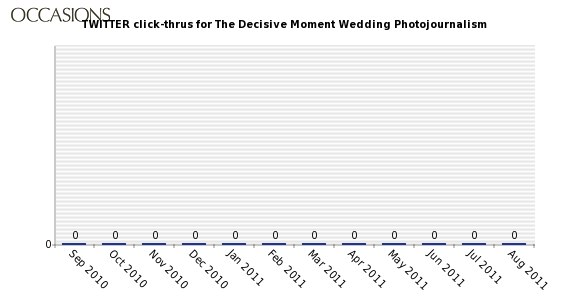 OCCASIONS
TWITTER click-thrus for The Decisive Moment Wedding Photojournalism
0 0 0 0 0 0 0 0 0 0 0 0
0
Sep 2010 Oct 2010 Nov 2010 Dec 2010 Jan 2011 Feb 2011 Mar 2011 Apr 2011 May 2011 Jun 2011 Jul 2011 Aug 2011